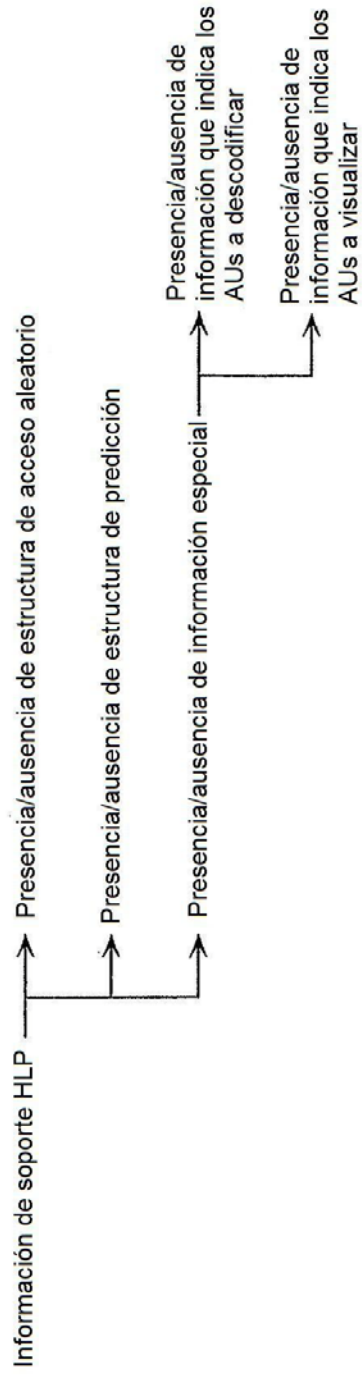 Información de soporte HLP
Presencia/ausencia de estructura de acceso aleatorio
Presencia/ausencia de estructura de predicción
Presencia/ausencia de información especial
Presencia/ausencia de
información que indica los
AUs a descodificar
Presencia/ausencia de
información que indica los
AUs a visualizar